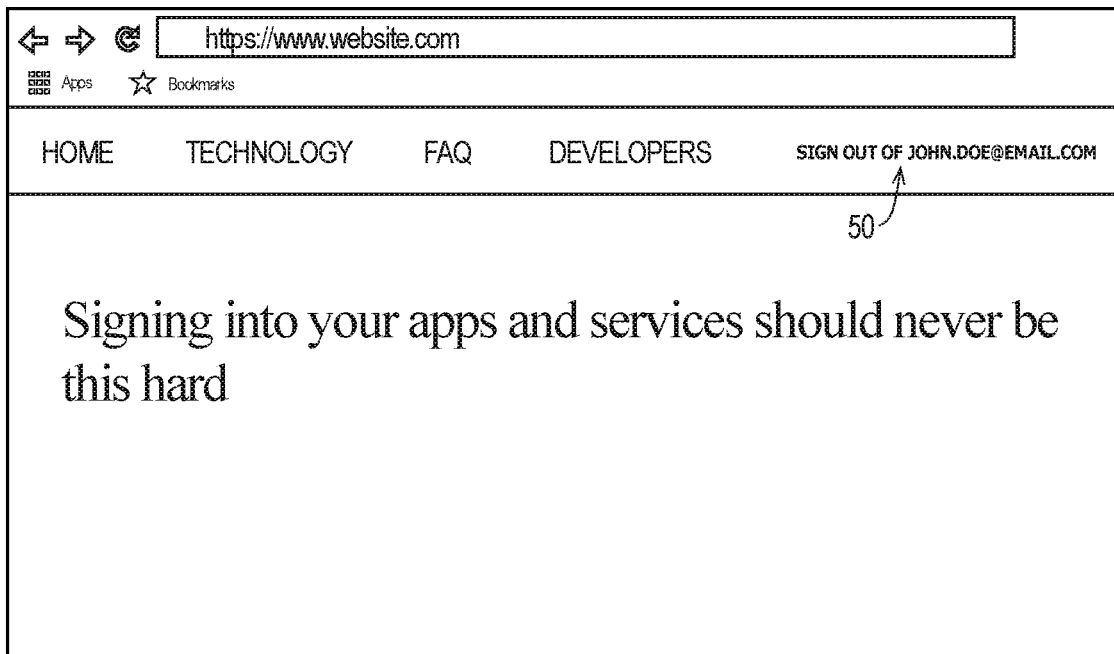 https://www.website.com
Apps Bookmarks
HOME TECHNOLOGY FAQ DEVELOPERS SIGN OUT OF JOHN.DOE@EMAIL.COM
50
Signing into your apps and services should never be
this hard